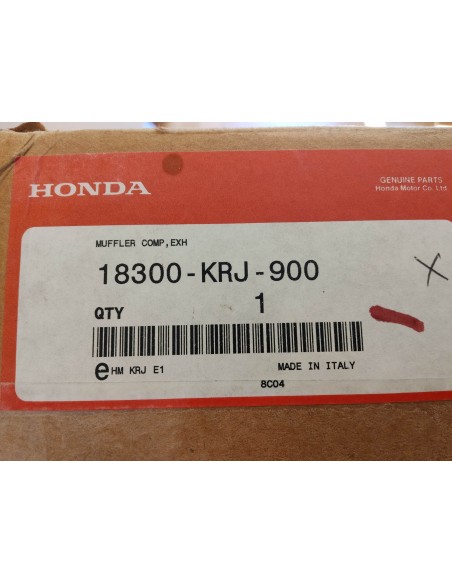 HONDA
GENUINE PARTS
Honda Motor Co.,Ltd.
MUFFLER COMP,EXH
18300-KRJ-900
QTY 1
e HM KRJ E1 MADE IN ITALY
8C04